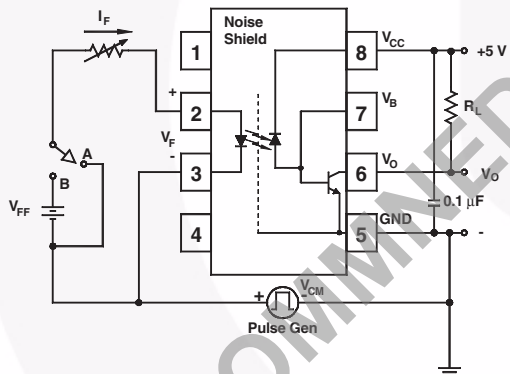 I_F
Noise
Shield
1
8
V_CC
+5 V
+
2
7
V_B
R_L
V_F
-
3
6
V_O
V_O
A
B
V_FF
0.1 μF
4
5
GND
-
+
V_CM
-
Pulse Gen
OMMNED